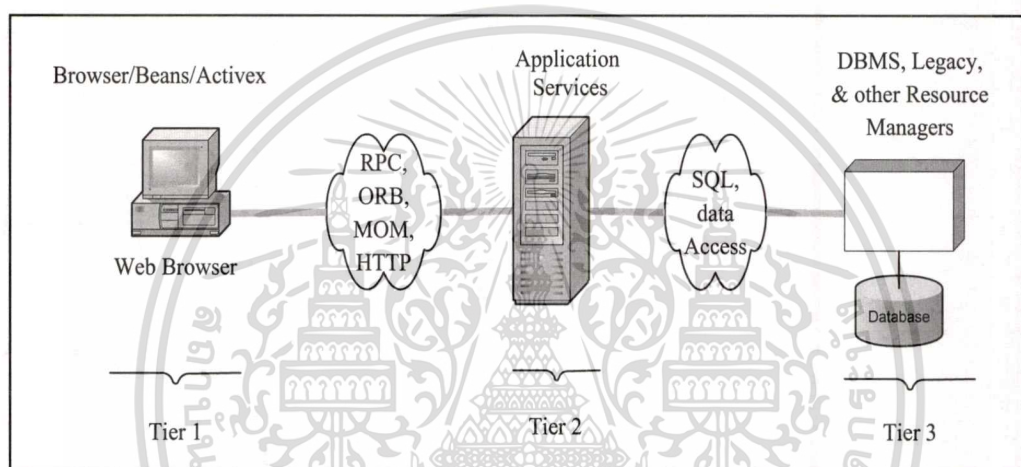 Browser/Beans/Activex
Web Browser
RPC,
ORB,
MOM,
HTTP
Application
Services
SQL,
data
Access
DBMS, Legacy,
& other Resource
Managers
Database
Tier 1
Tier 2
Tier 3